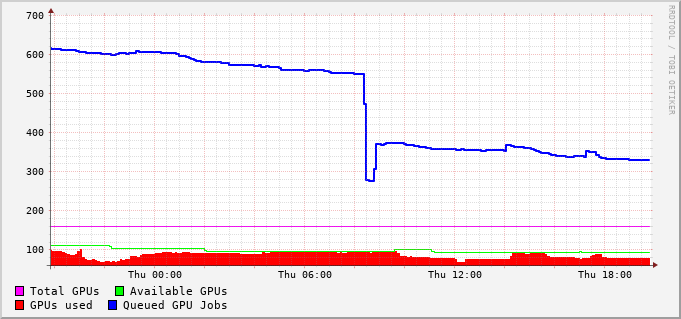 700
600
500
400
300
200
100
Thu 00:00 Thu 06:00 Thu 12:00 Thu 18:00
Total GPUs Available GPUs
GPUs used Queued GPU Jobs
RRDTOOL / TOBI OETIKER